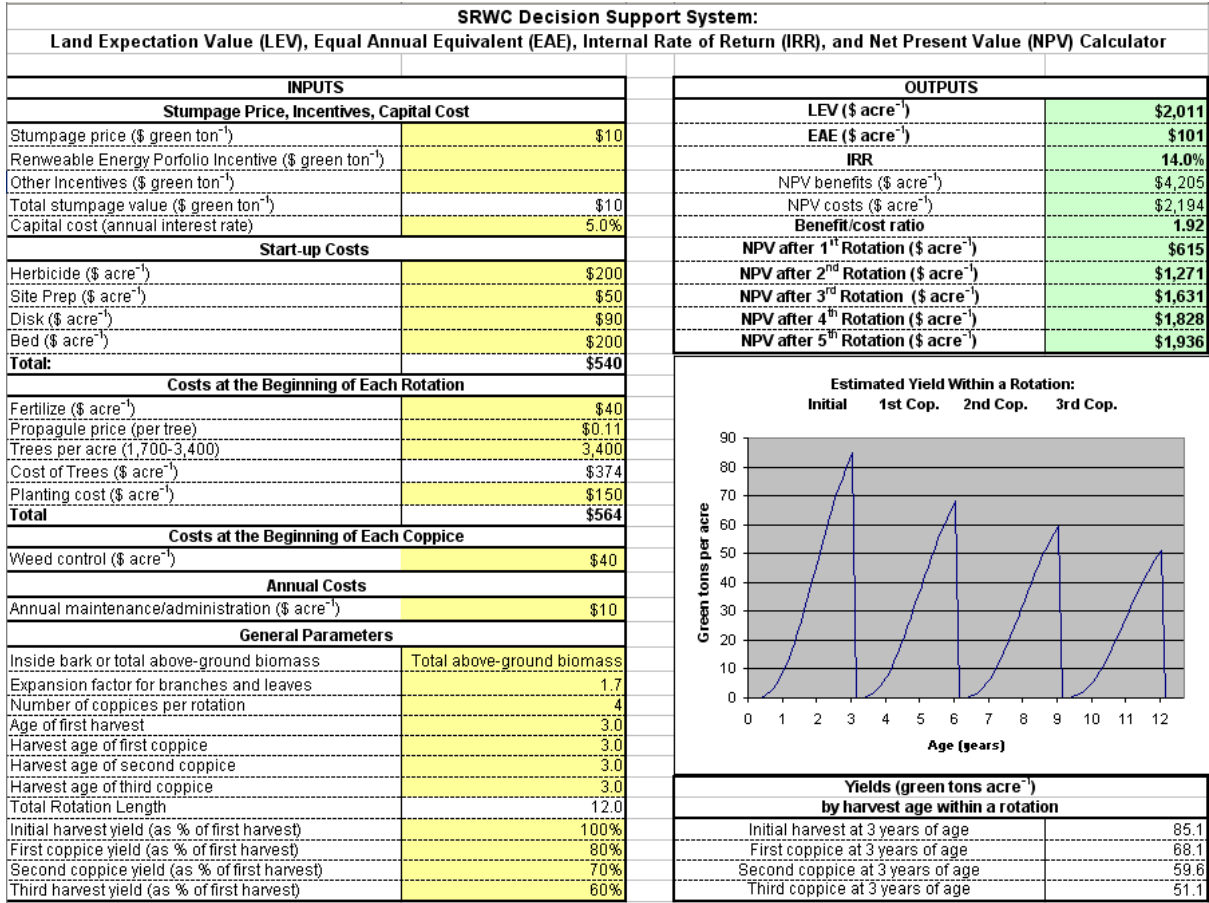 SRWC Decision Support System:
Land Expectation Value (LEV), Equal Annual Equivalent (EAE), Internal Rate of Return (IRR), and Net Present Value (NPV) Calculator
INPUTS
Stumpage Price, Incentives, Capital Cost
Stumpage price ($ green ton⁻¹) $10
Renweable Energy Porfolio Incentive ($ green ton⁻¹)
Other Incentives ($ green ton⁻¹)
Total stumpage value ($ green ton⁻¹) $10
Capital cost (annual interest rate) 5.0%
Start-up Costs
Herbicide ($ acre⁻¹) $200
Site Prep ($ acre⁻¹) $50
Disk ($ acre⁻¹) $90
Bed ($ acre⁻¹) $200
Total: $540
Costs at the Beginning of Each Rotation
Fertilize ($ acre⁻¹) $40
Propagule price (per tree) $0.11
Trees per acre (1,700-3,400) 3,400
Cost of Trees ($ acre⁻¹) $374
Planting cost ($ acre⁻¹) $150
Total $564
Costs at the Beginning of Each Coppice
Weed control ($ acre⁻¹) $40
Annual Costs
Annual maintenance/administration ($ acre⁻¹) $10
General Parameters
Inside bark or total above-ground biomass Total above-ground biomass
Expansion factor for branches and leaves 1.7
Number of coppices per rotation 4
Age of first harvest 3.0
Harvest age of first coppice 3.0
Harvest age of second coppice 3.0
Harvest age of third coppice 3.0
Total Rotation Length 12.0
Initial harvest yield (as % of first harvest) 100%
First coppice yield (as % of first harvest) 80%
Second coppice yield (as % of first harvest) 70%
Third harvest yield (as % of first harvest) 60%
OUTPUTS
LEV ($ acre⁻¹) $2,011
EAE ($ acre⁻¹) $101
IRR 14.0%
NPV benefits ($ acre⁻¹) $4,205
NPV costs ($ acre⁻¹) $2,194
Benefit/cost ratio 1.92
NPV after 1ˢᵗ Rotation ($ acre⁻¹) $615
NPV after 2ⁿᵈ Rotation ($ acre⁻¹) $1,271
NPV after 3ʳᵈ Rotation ($ acre⁻¹) $1,631
NPV after 4ᵗʰ Rotation ($ acre⁻¹) $1,828
NPV after 5ᵗʰ Rotation ($ acre⁻¹) $1,936
Estimated Yield Within a Rotation:
Initial 1st Cop. 2nd Cop. 3rd Cop.
90
80
70
60
50
40
30
20
10
0
Green tons per acre
0 1 2 3 4 5 6 7 8 9 10 11 12
Age (years)
Yields (green tons acre⁻¹)
by harvest age within a rotation
Initial harvest at 3 years of age 85.1
First coppice at 3 years of age 68.1
Second coppice at 3 years of age 59.6
Third coppice at 3 years of age 51.1